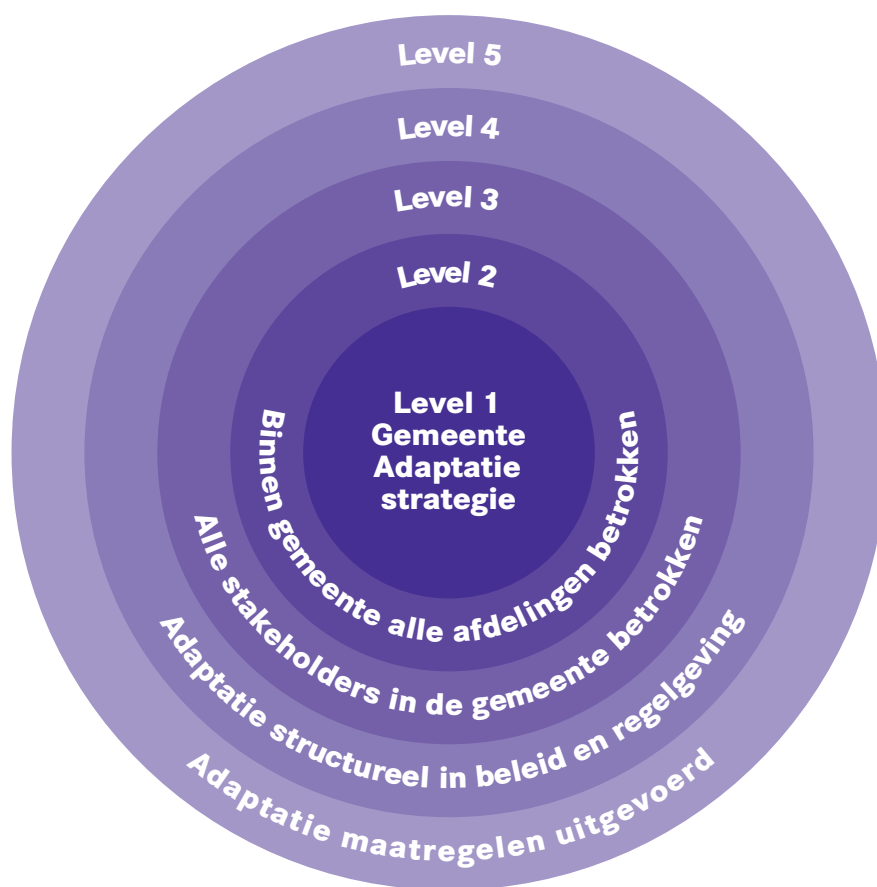 Level 5
Level 4
Level 3
Level 2
Level 1
Gemeente
Adaptatie
strategie
Binnen gemeente alle afdelingen betrokken
Alle stakeholders in de gemeente betrokken
Adaptatie structureel in beleid en regelgeving
Adaptatie maatregelen uitgevoerd